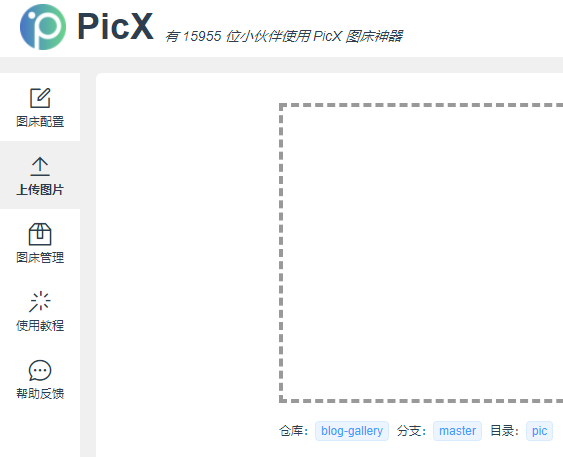 PicX 有 15955 位小伙伴使用 PicX 图床神器
图床配置
上传图片
图床管理
使用教程
帮助反馈
仓库： blog-gallery 分支： master 目录： pic